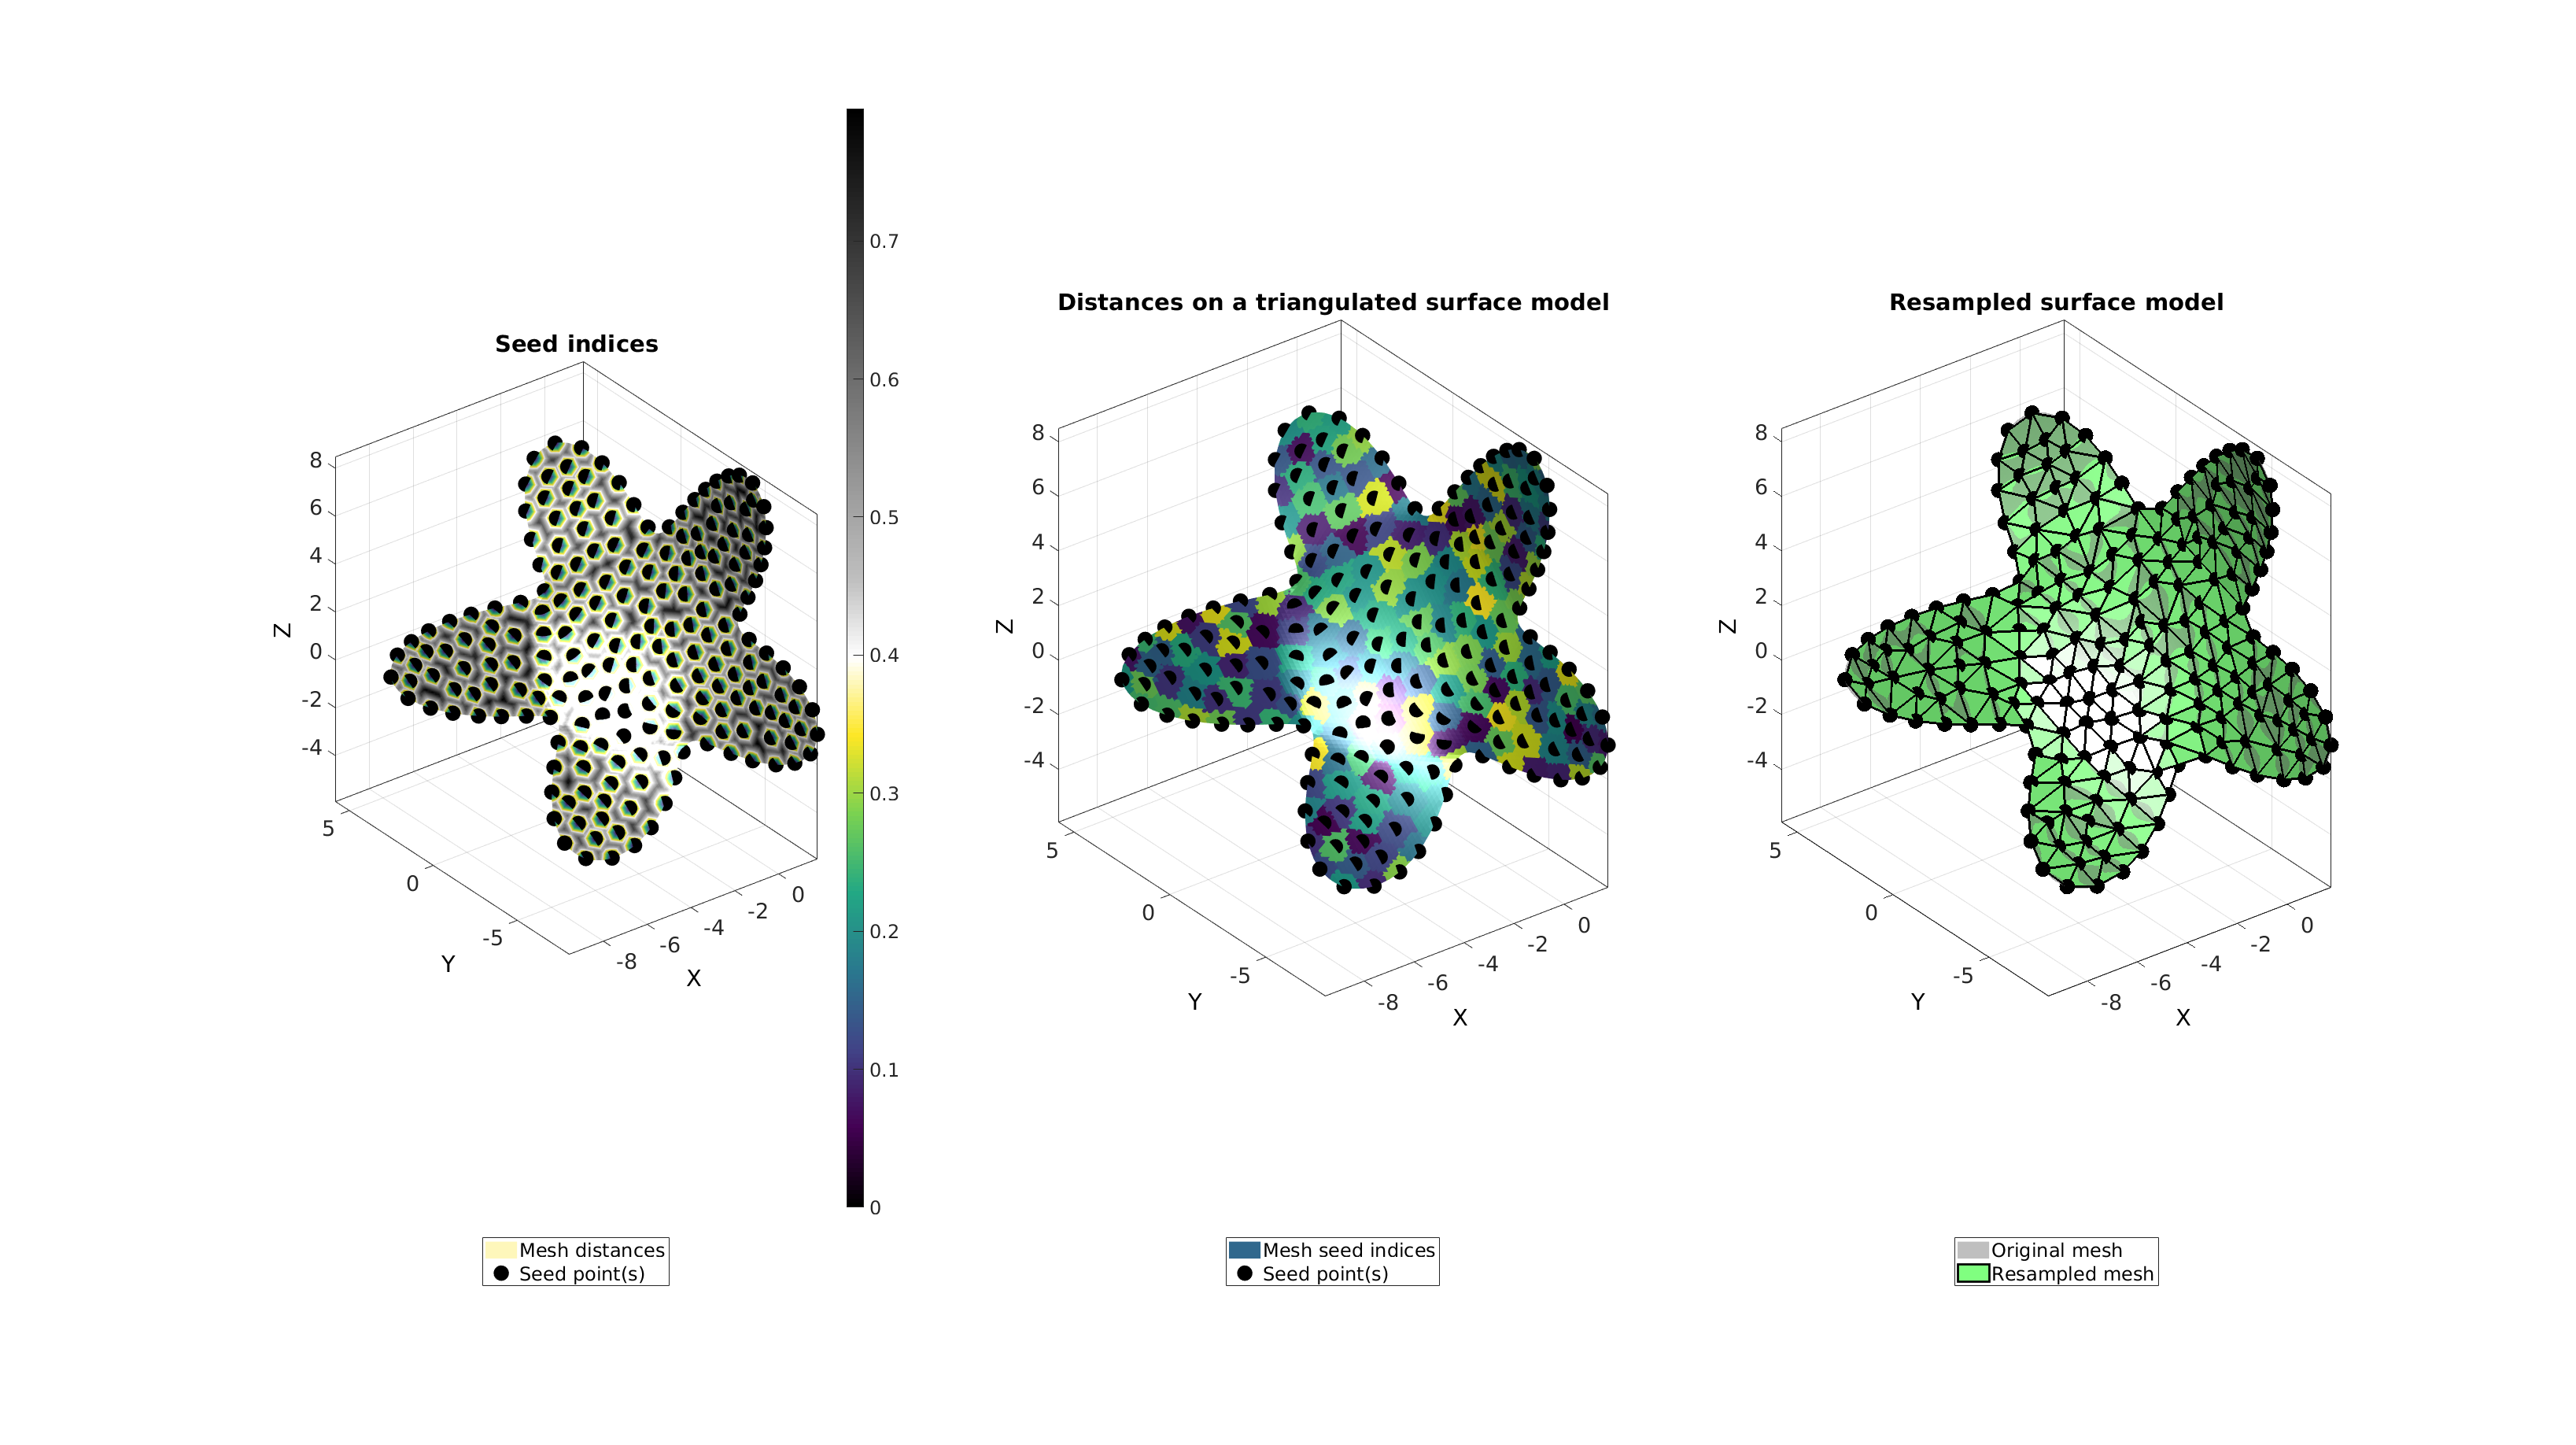 Seed indices
8
6
4
2
0
-2
-4
Z
5
0
-5
Y
-8
-6
-4
-2
0
X
0.7
0.6
0.5
0.4
0.3
0.2
0.1
0
Mesh distances
Seed point(s)
Distances on a triangulated surface model
8
6
4
2
0
-2
-4
Z
5
0
-5
Y
-8
-6
-4
-2
0
X
Mesh seed indices
Seed point(s)
Resampled surface model
8
6
4
2
0
-2
-4
Z
5
0
-5
Y
-8
-6
-4
-2
0
X
Original mesh
Resampled mesh